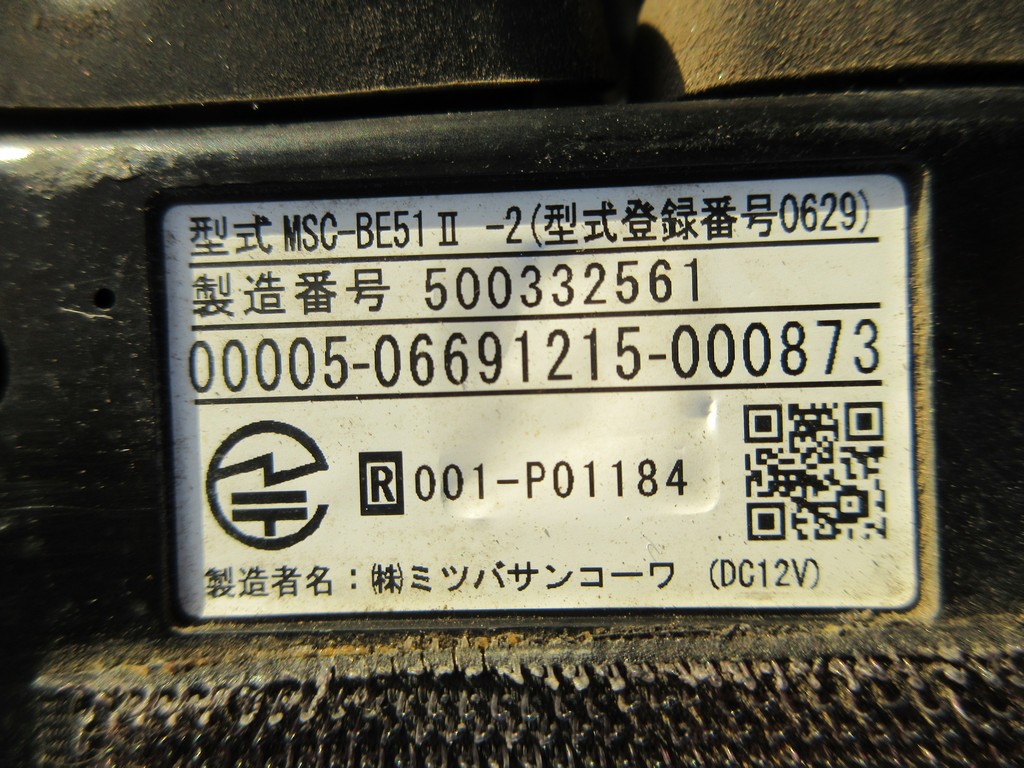 型式 MSC-BE51Ⅱ -2(型式登録番号0629)
製造番号 500332561
00005-06691215-000873
R 001-P01184
製造者名：㈱ミツバサンコーワ (DC12V)